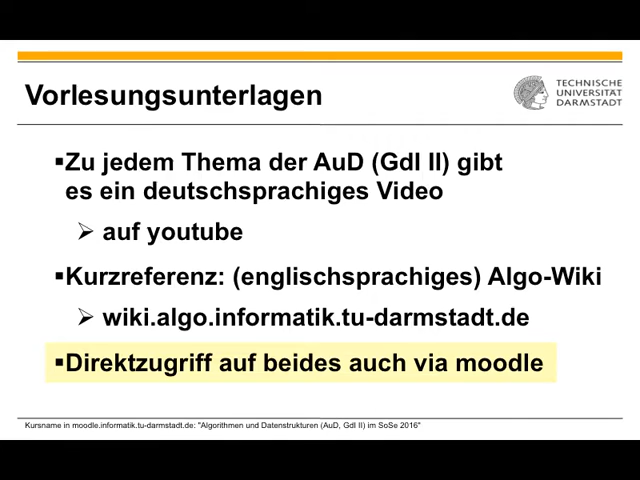 Vorlesungsunterlagen
TECHNISCHE
UNIVERSITÄT
DARMSTADT
▪Zu jedem Thema der AuD (GdI II) gibt
es ein deutschsprachiges Video
➢ auf youtube
▪Kurzreferenz: (englischsprachiges) Algo-Wiki
➢ wiki.algo.informatik.tu-darmstadt.de
▪Direktzugriff auf beides auch via moodle
Kursname in moodle.informatik.tu-darmstadt.de: "Algorithmen und Datenstrukturen (AuD, GdI II) im SoSe 2016"